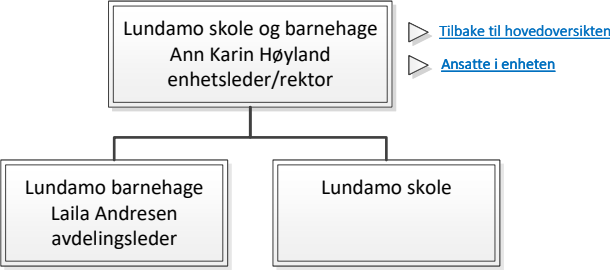 Lundamo skole og barnehage
Ann Karin Høyland
enhetsleder/rektor
Tilbake til hovedoversikten
Ansatte i enheten
Lundamo barnehage
Laila Andresen
avdelingsleder
Lundamo skole